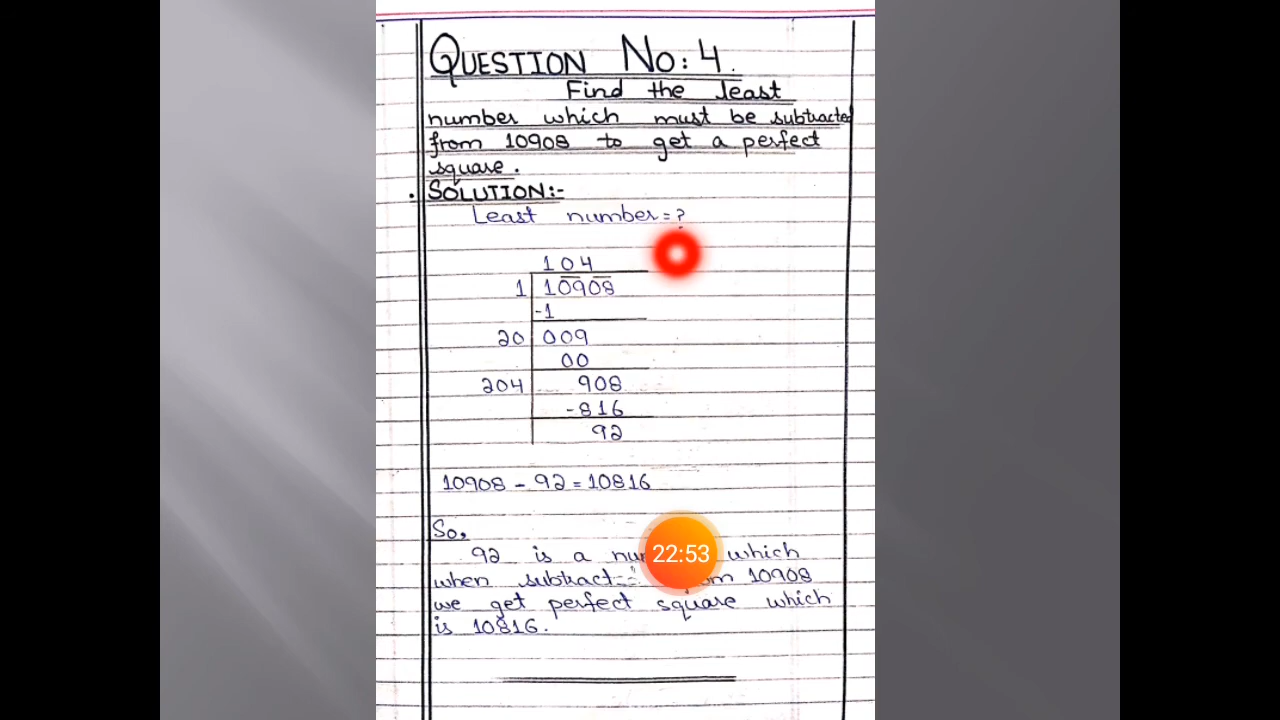 QUESTION No: 4.
Find the least
number which must be subtracted
from 10908 to get a perfect
square.
SOLUTION:-
Least number = ?
104
1 10908
-1
20 009
00
204 908
-816
92
10908 - 92 = 10816
So,
92 is a 22:53 which
when 10908
we get perfect square which
is 10816.